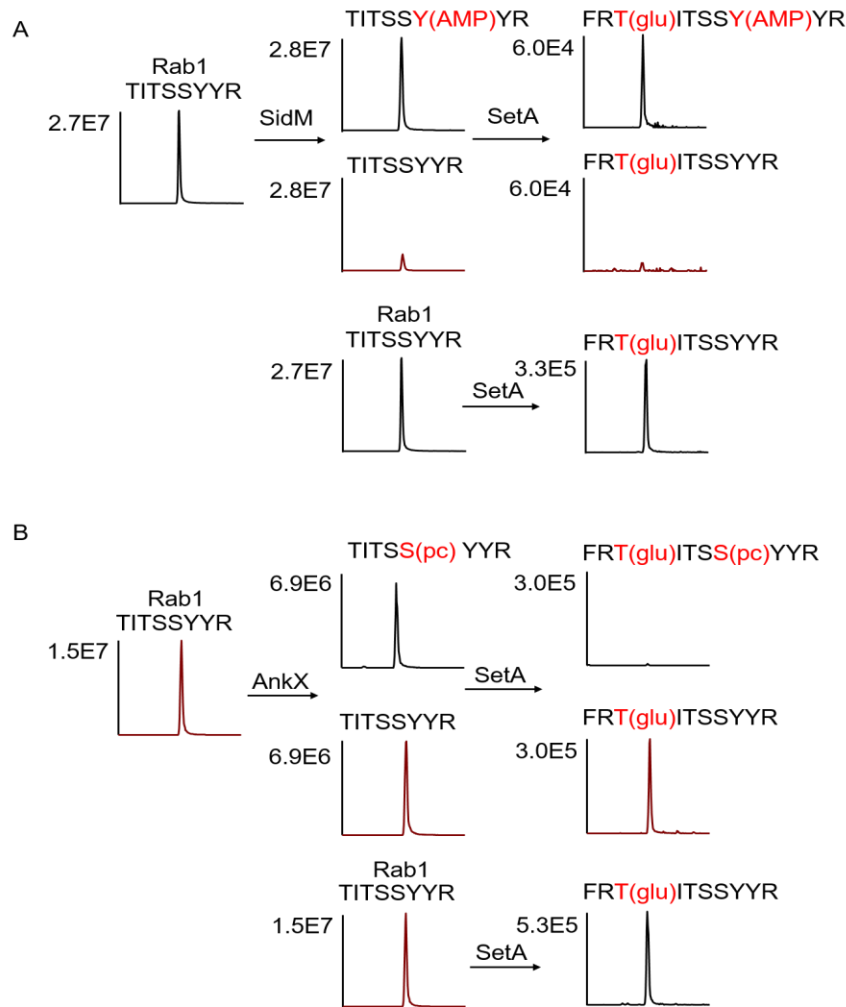 A
Rab1
TITSSYYR
2.7E7
SidM
TITSSY(AMP)YR
2.8E7
SetA
FRT(glu)ITSSY(AMP)YR
6.0E4
TITSSYYR
2.8E7
FRT(glu)ITSSYYR
6.0E4
Rab1
TITSSYYR
2.7E7
SetA
FRT(glu)ITSSYYR
3.3E5
B
Rab1
TITSSYYR
1.5E7
AnkX
TITSS(pc) YYR
6.9E6
SetA
FRT(glu)ITSS(pc)YYR
3.0E5
TITSSYYR
6.9E6
FRT(glu)ITSSYYR
3.0E5
Rab1
TITSSYYR
1.5E7
SetA
FRT(glu)ITSSYYR
5.3E5